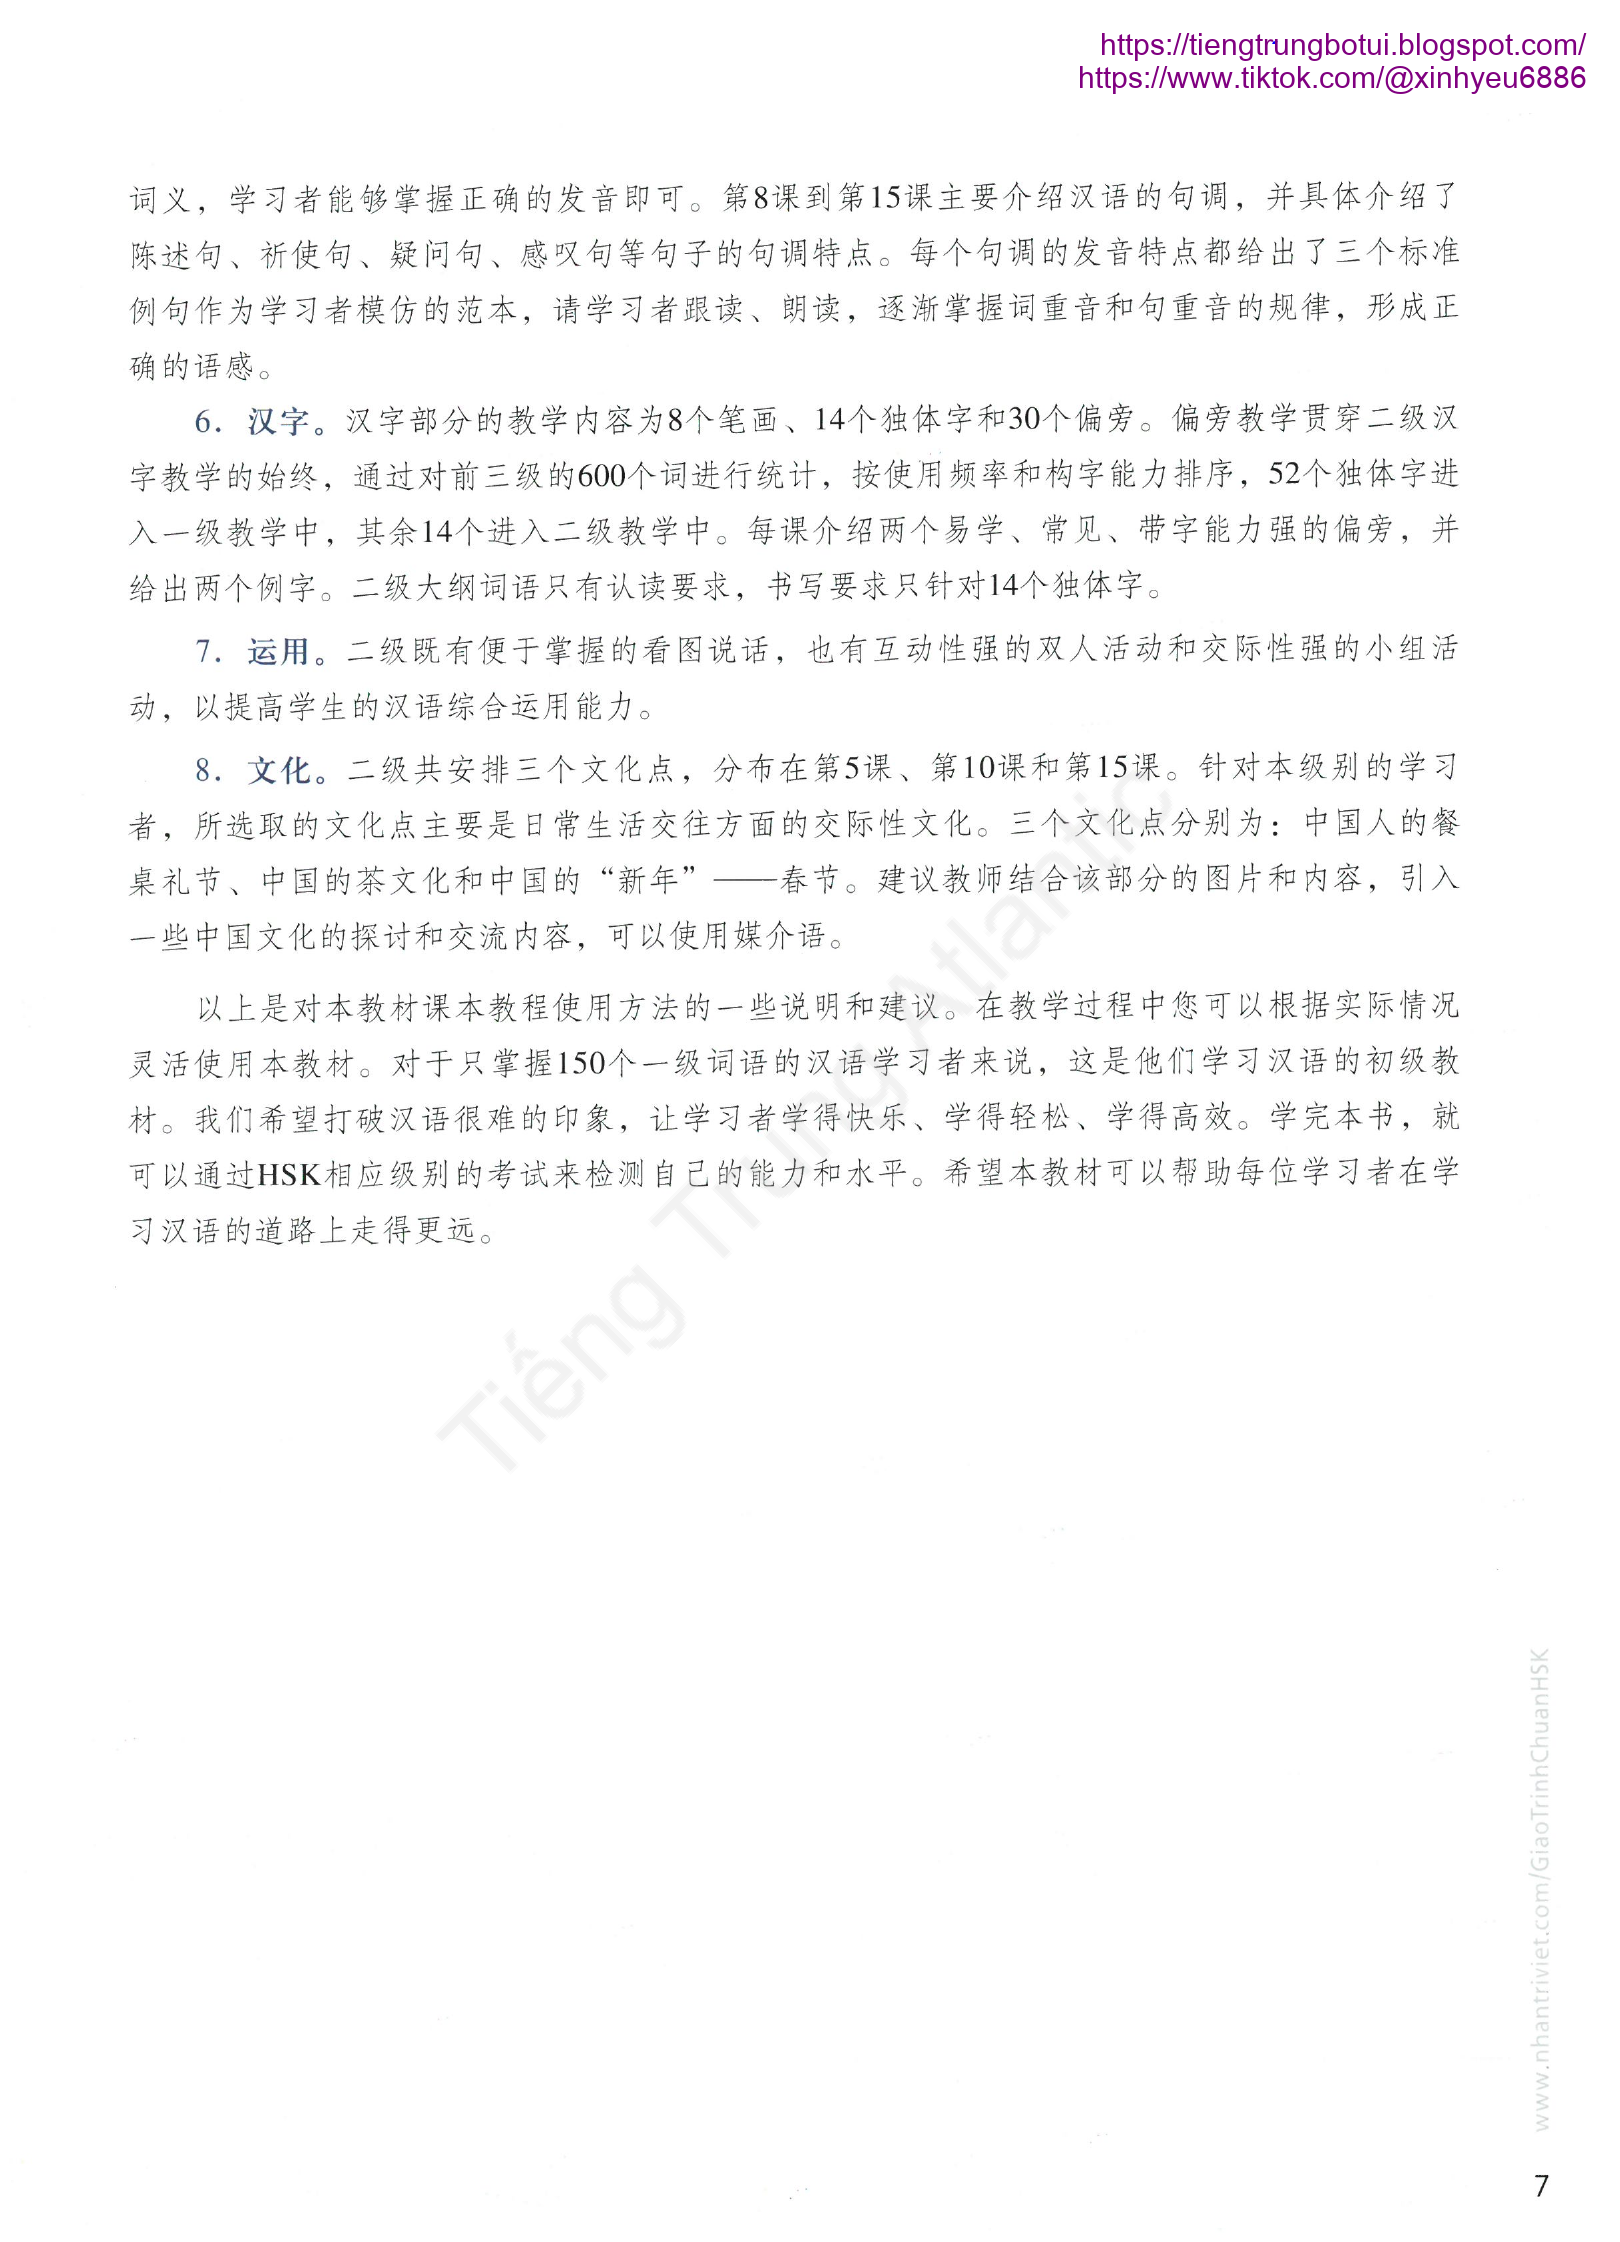 https://tiengtrungbotui.blogspot.com/
https://www.tiktok.com/@xinhyeu6886
词义，学习者能够掌握正确的发音即可。第8课到第15课主要介绍汉语的句调，并具体介绍了
陈述句、祈使句、疑问句、感叹句等句子的句调特点。每个句调的发音特点都给出了三个标准
例句作为学习者模仿的范本，请学习者跟读、朗读，逐渐掌握词重音和句重音的规律，形成正
确的语感。
6．汉字。汉字部分的教学内容为8个笔画、14个独体字和30个偏旁。偏旁教学贯穿二级汉
字教学的始终，通过对前三级的600个词进行统计，按使用频率和构字能力排序，52个独体字进
入一级教学中，其余14个进入二级教学中。每课介绍两个易学、常见、带字能力强的偏旁，并
给出两个例字。二级大纲词语只有认读要求，书写要求只针对14个独体字。
7．运用。二级既有便于掌握的看图说话，也有互动性强的双人活动和交际性强的小组活
动，以提高学生的汉语综合运用能力。
8．文化。二级共安排三个文化点，分布在第5课、第10课和第15课。针对本级别的学习
者，所选取的文化点主要是日常生活交往方面的交际性文化。三个文化点分别为：中国人的餐
桌礼节、中国的茶文化和中国的“新年”——春节。建议教师结合该部分的图片和内容，引入
一些中国文化的探讨和交流内容，可以使用媒介语。
以上是对本教材课本教程使用方法的一些说明和建议。在教学过程中您可以根据实际情况
灵活使用本教材。对于只掌握150个一级词语的汉语学习者来说，这是他们学习汉语的初级教
材。我们希望打破汉语很难的印象，让学习者学得快乐、学得轻松、学得高效。学完本书，就
可以通过HSK相应级别的考试来检测自己的能力和水平。希望本教材可以帮助每位学习者在学
习汉语的道路上走得更远。
Tiếng Trung Atlantic
www.nhantriviet.com/GiaoTrinhChuanHSK
7